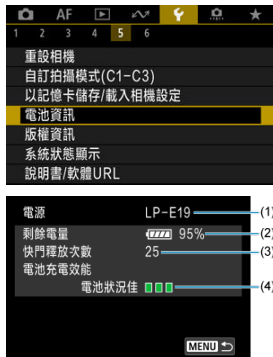 AF
1 2 3 4 5 6
重設相機
自訂拍攝模式(C1-C3)
以記憶卡儲存/載入相機設定
電池資訊
版權資訊
系統狀態顯示
說明書/軟體URL
電源 LP-E19 (1)
剩餘電量 95% (2)
快門釋放次數 25 (3)
電池充電效能
電池狀況佳 (4)
MENU